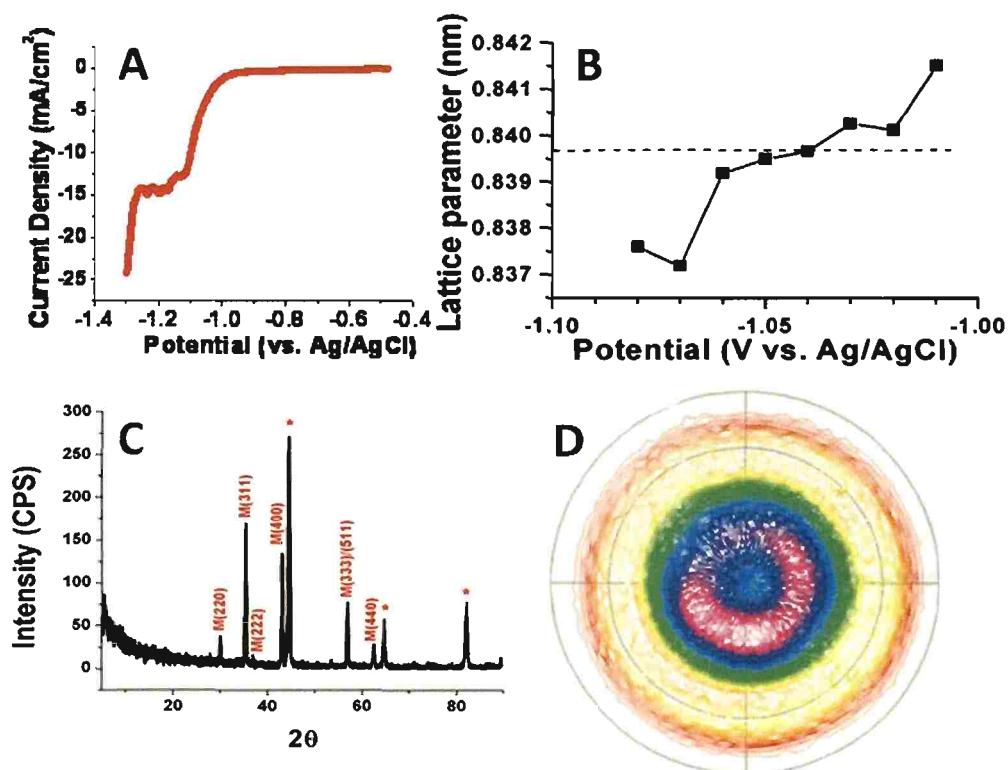 A
Current Density (mA/cm²)
0
-5
-10
-15
-20
-25
-1.4
-1.2
-1.0
-0.8
-0.6
-0.4
Potential (vs. Ag/AgCl)
B
Lattice parameter (nm)
0.842
0.841
0.840
0.839
0.838
0.837
-1.10
-1.05
-1.00
Potential (V vs. Ag/AgCl)
C
Intensity (CPS)
300
250
200
150
100
50
0
M(220)
M(311)
M(222)
M(400)
*
M(333)/(511)
M(440)
*
*
20
40
60
80
2θ
D